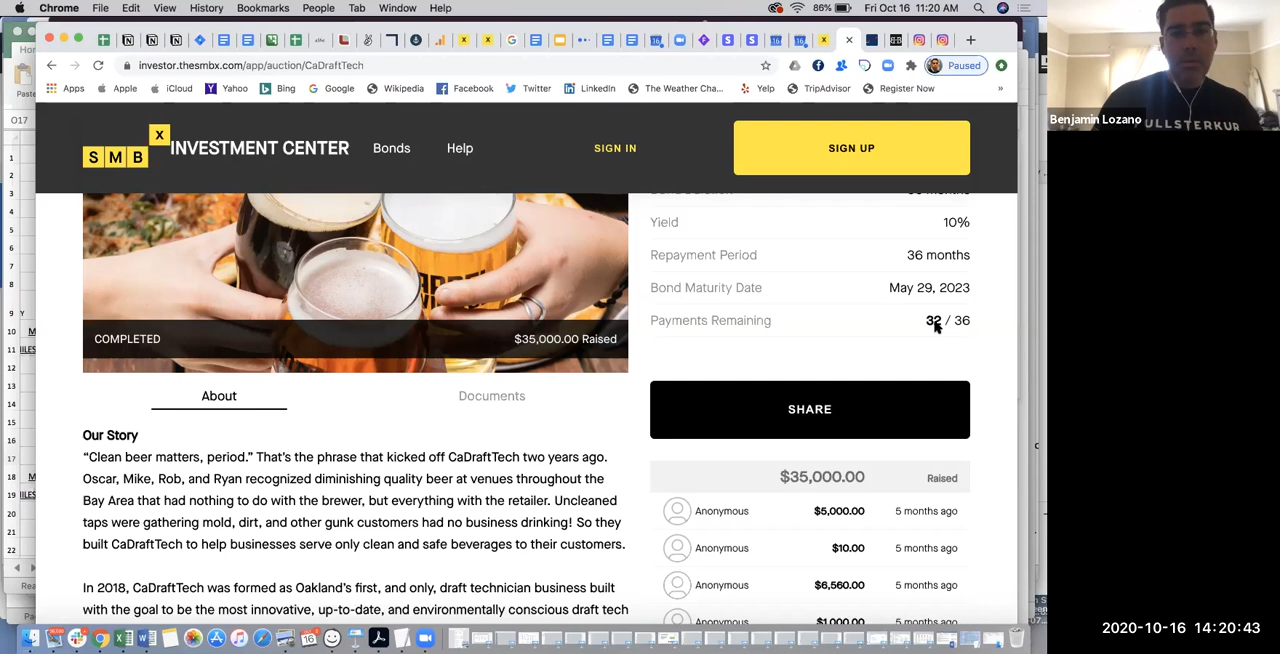 Chrome File Edit View History Bookmarks People Tab Window Help 86% Fri Oct 16 11:20 AM
investor.thesmbx.com/app/auction/CaDraftTech Paused
Apps Apple iCloud Yahoo Bing Google Wikipedia Facebook Twitter LinkedIn The Weather Cha... Yelp TripAdvisor Register Now »
Benjamin Lozano
SMB X INVESTMENT CENTER Bonds Help SIGN IN SIGN UP
Yield 10%
Repayment Period 36 months
Bond Maturity Date May 29, 2023
Payments Remaining 32 / 36
COMPLETED $35,000.00 Raised
SHARE
About Documents
Our Story
“Clean beer matters, period.” That’s the phrase that kicked off CaDraftTech two years ago.
Oscar, Mike, Rob, and Ryan recognized diminishing quality beer at venues throughout the
Bay Area that had nothing to do with the brewer, but everything with the retailer. Uncleaned
taps were gathering mold, dirt, and other gunk customers had no business drinking! So they
built CaDraftTech to help businesses serve only clean and safe beverages to their customers.
In 2018, CaDraftTech was formed as Oakland’s first, and only, draft technician business built
with the goal to be the most innovative, up-to-date, and environmentally conscious draft tech
$35,000.00 Raised
Anonymous $5,000.00 5 months ago
Anonymous $10.00 5 months ago
Anonymous $6,560.00 5 months ago
2020-10-16 14:20:43
O17